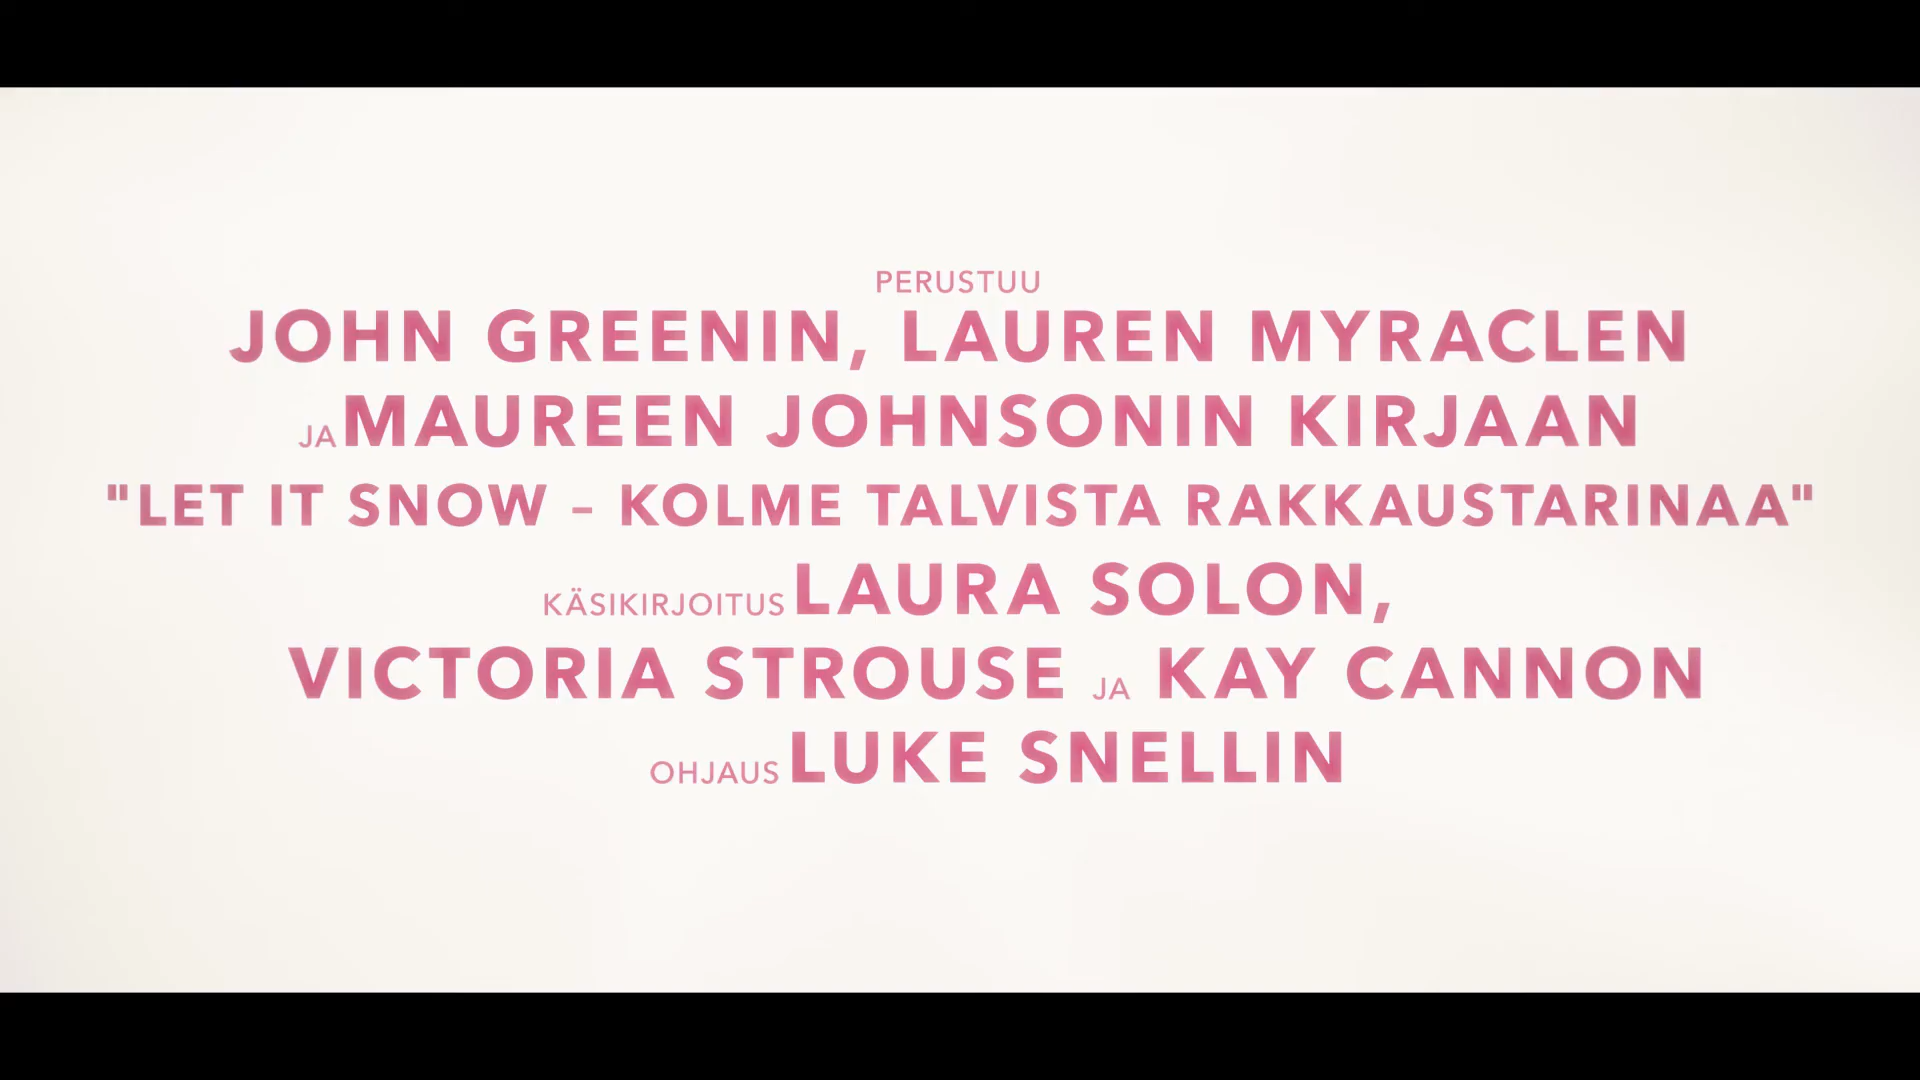 PERUSTUU
JOHN GREENIN, LAUREN MYRACLEN
JA MAUREEN JOHNSONIN KIRJAAN
"LET IT SNOW – KOLME TALVISTA RAKKAUSTARINAA"
KÄSIKIRJOITUS LAURA SOLON,
VICTORIA STROUSE JA KAY CANNON
OHJAUS LUKE SNELLIN